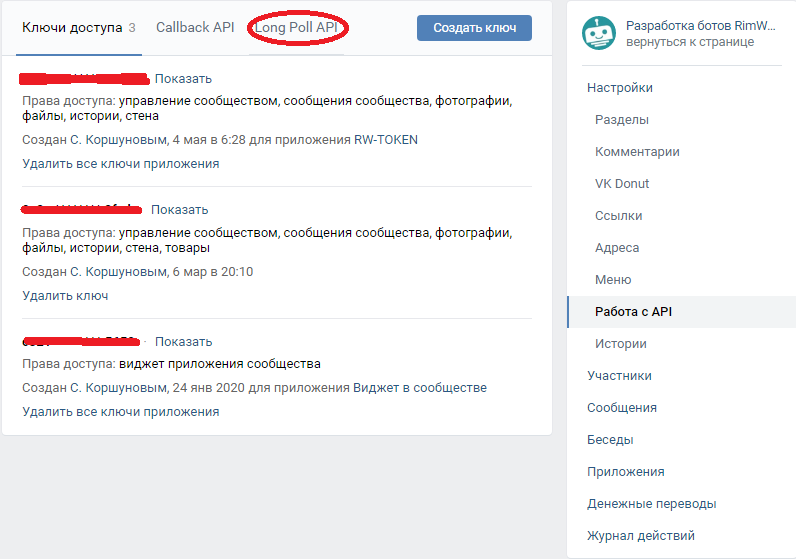 Ключи доступа 3
Callback API
Long Poll API
Создать ключ
Показать
Права доступа: управление сообществом, сообщения сообщества, фотографии,
файлы, истории, стена
Создан С. Коршуновым, 4 мая в 6:28 для приложения RW-TOKEN
Удалить все ключи приложения
Показать
Права доступа: управление сообществом, сообщения сообщества, фотографии,
файлы, истории, стена, товары
Создан С. Коршуновым, 6 мар в 20:10
Удалить ключ
Показать
Права доступа: виджет приложения сообщества
Создан С. Коршуновым, 24 янв 2020 для приложения Виджет в сообществе
Удалить все ключи приложения
Разработка ботов RimW...
вернуться к странице
Настройки
Разделы
Комментарии
VK Donut
Ссылки
Адреса
Меню
Работа с API
Истории
Участники
Сообщения
Беседы
Приложения
Денежные переводы
Журнал действий